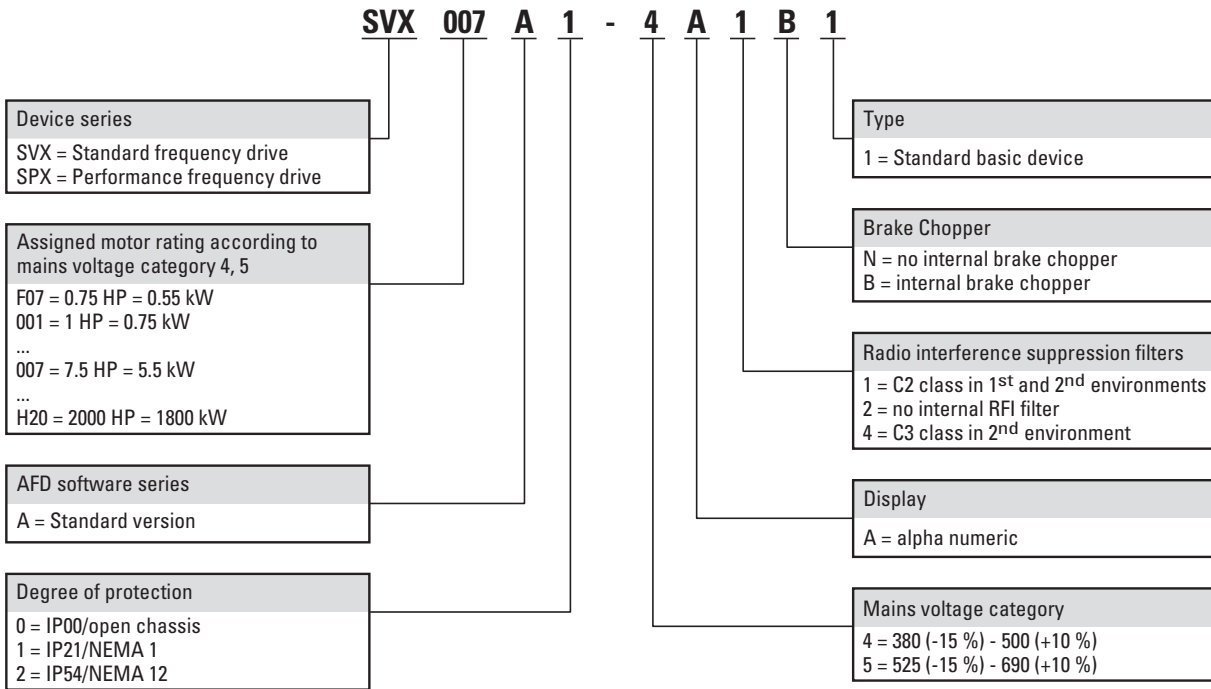 SVX 007 A 1 - 4 A 1 B 1
Device series
SVX = Standard frequency drive
SPX = Performance frequency drive
Assigned motor rating according to
mains voltage category 4, 5
F07 = 0.75 HP = 0.55 kW
001 = 1 HP = 0.75 kW
...
007 = 7.5 HP = 5.5 kW
...
H20 = 2000 HP = 1800 kW
AFD software series
A = Standard version
Degree of protection
0 = IP00/open chassis
1 = IP21/NEMA 1
2 = IP54/NEMA 12
Type
1 = Standard basic device
Brake Chopper
N = no internal brake chopper
B = internal brake chopper
Radio interference suppression filters
1 = C2 class in 1st and 2nd environments
2 = no internal RFI filter
4 = C3 class in 2nd environment
Display
A = alpha numeric
Mains voltage category
4 = 380 (-15 %) - 500 (+10 %)
5 = 525 (-15 %) - 690 (+10 %)